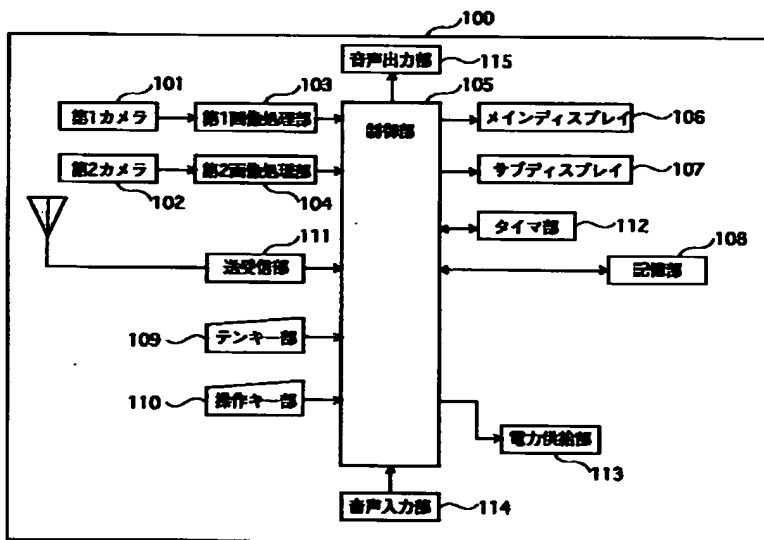 100
音声出力部
115
101
103
105
第1カメラ
第1画像処理部
制御部
メインディスプレイ
106
第2カメラ
第2画像処理部
サブディスプレイ
107
102
104
111
タイマ部
112
108
送受信部
記憶部
109
テンキー部
110
操作キー部
電力供給部
113
音声入力部
114